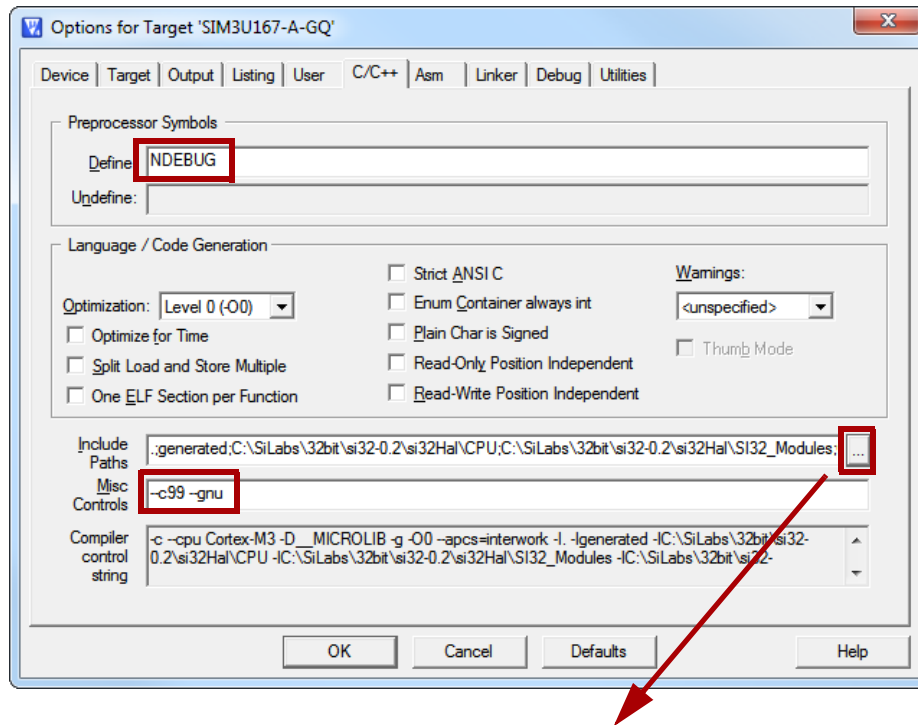 Options for Target 'SIM3U167-A-GQ'
Device Target Output Listing User C/C++ Asm Linker Debug Utilities
Preprocessor Symbols
Define: NDEBUG
Undefine:
Language / Code Generation
Strict ANSI C Warnings:
Optimization: Level 0 (-O0) Enum Container always int <unspecified>
Optimize for Time Plain Char is Signed
Split Load and Store Multiple Read-Only Position Independent Thumb Mode
One ELF Section per Function Read-Write Position Independent
Include Paths .;generated;C:\SiLabs\32bit\si32-0.2\si32Hal\CPU;C:\SiLabs\32bit\si32-0.2\si32Hal\SI32_Modules; ...
Misc Controls --c99 --gnu
Compiler control string -c --cpu Cortex-M3 -D__MICROLIB -g -O0 --apcs=interwork -I. -Igenerated -IC:\SiLabs\32bit\si32-
0.2\si32Hal\CPU -IC:\SiLabs\32bit\si32-0.2\si32Hal\SI32_Modules -IC:\SiLabs\32bit\si32-
OK Cancel Defaults Help